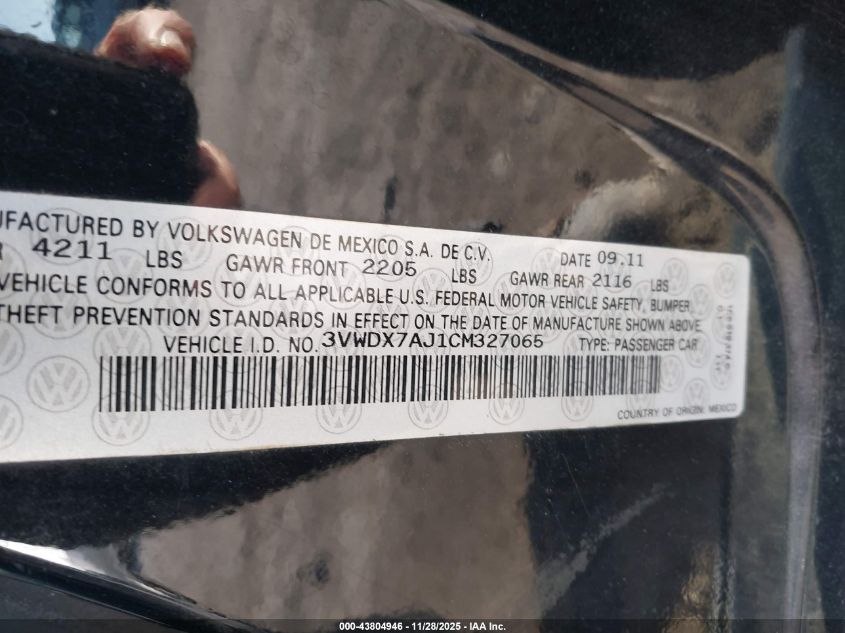 UFACTURED BY VOLKSWAGEN DE MEXICO S.A. DE C.V. DATE 09.11
R 4211 LBS GAWR FRONT 2205 LBS GAWR REAR 2116 LBS
VEHICLE CONFORMS TO ALL APPLICABLE U.S. FEDERAL MOTOR VEHICLE SAFETY, BUMPER,
THEFT PREVENTION STANDARDS IN EFFECT ON THE DATE OF MANUFACTURE SHOWN ABOVE.
VEHICLE I.D. NO. 3VWDX7AJ1CM327065 TYPE: PASSENGER CAR
COUNTRY OF ORIGIN: MEXICO
000-43804946 - 11/28/2025 - IAA Inc.